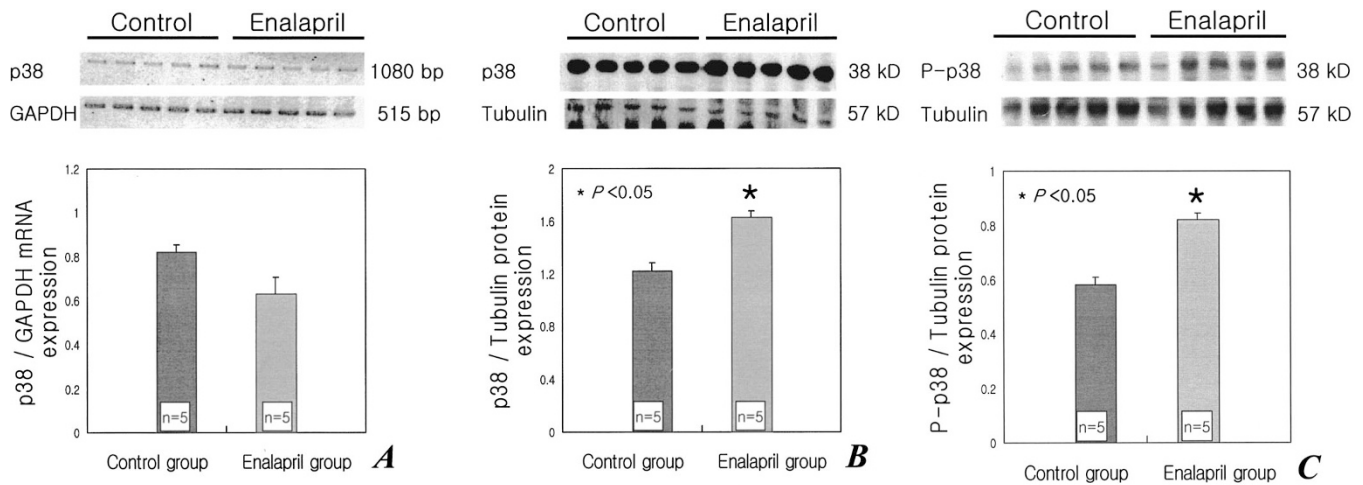 Control Enalapril
p38 1080 bp
GAPDH 515 bp
p38 / GAPDH mRNA
expression
1.2
1
0.8
0.6
0.4
0.2
0
n=5 n=5
Control group Enalapril group
A
Control Enalapril
p38 38 kD
Tubulin 57 kD
p38 / Tubulin protein
expression
2
1.6
1.2
0.8
0.4
0
* P<0.05
*
n=5 n=5
Control group Enalapril group
B
Control Enalapril
P-p38 38 kD
Tubulin 57 kD
P-p38 / Tubulin protein
expression
1
0.8
0.6
0.4
0.2
0
* P<0.05
*
n=5 n=5
Control group Enalapril group
C